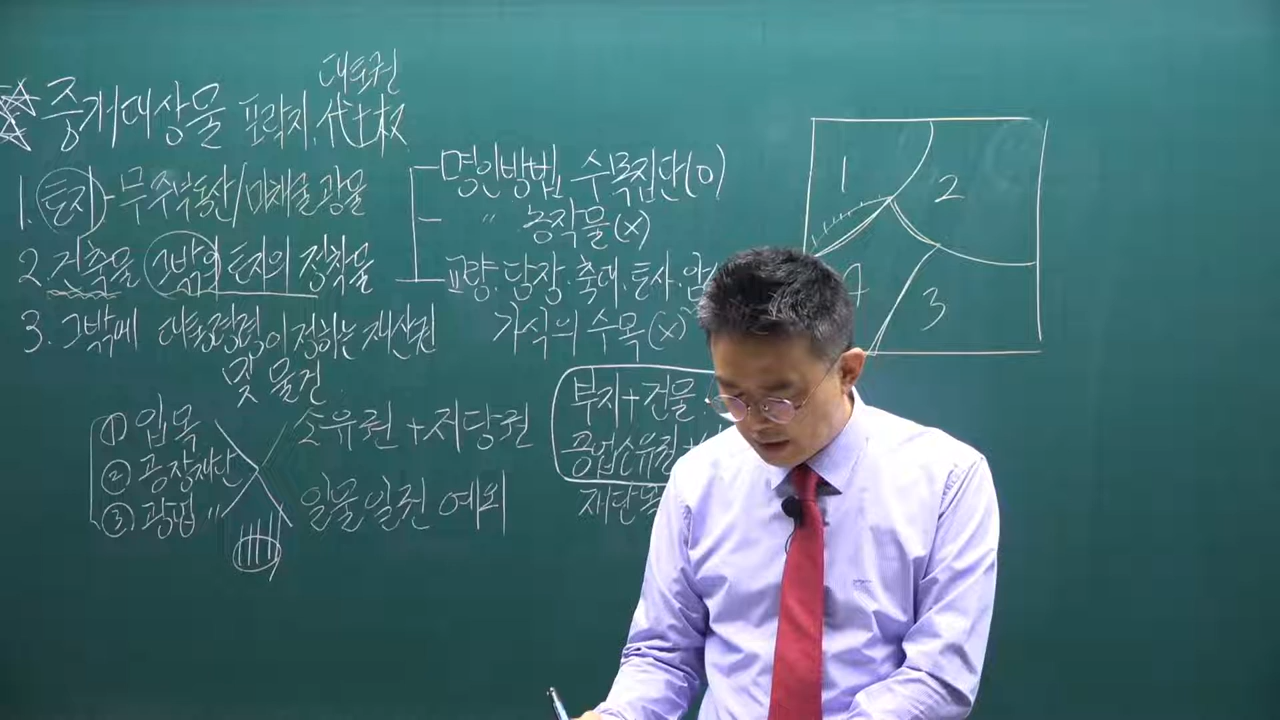 대토권
중개대상물 포락지, 代土权
1. 토지 - 무주부동산/미채굴광물
2. 건축물 그밖의 토지의 정착물
3. 그밖에 대통령령이 정하는 재산권
및 물건
① 입목
② 공장재단
③ 광업 〃
소유권 + 저당권
일물일권 예외
명인방법 수목집단(O)
〃 농작물(X)
교량·담장·축대·토사·암
가식의 수목(X)
부지+건물
공업소유권
재단목
1
2
3
4